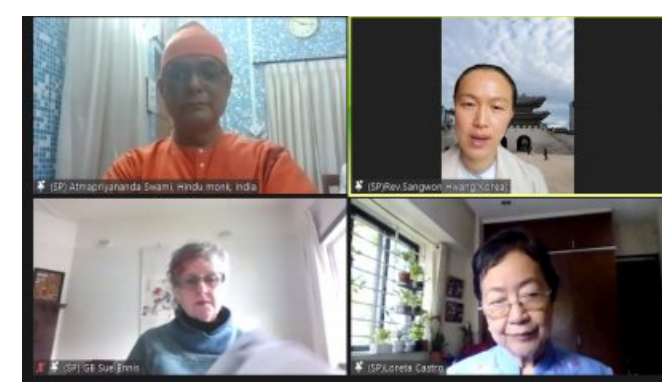 (SP) Atmapriyananda Swami, Hindu monk, India
(SP)Rev.Sangwon Hwang(Korea)
(SP) GB Sue Ennis
(SP)Loreta Castro